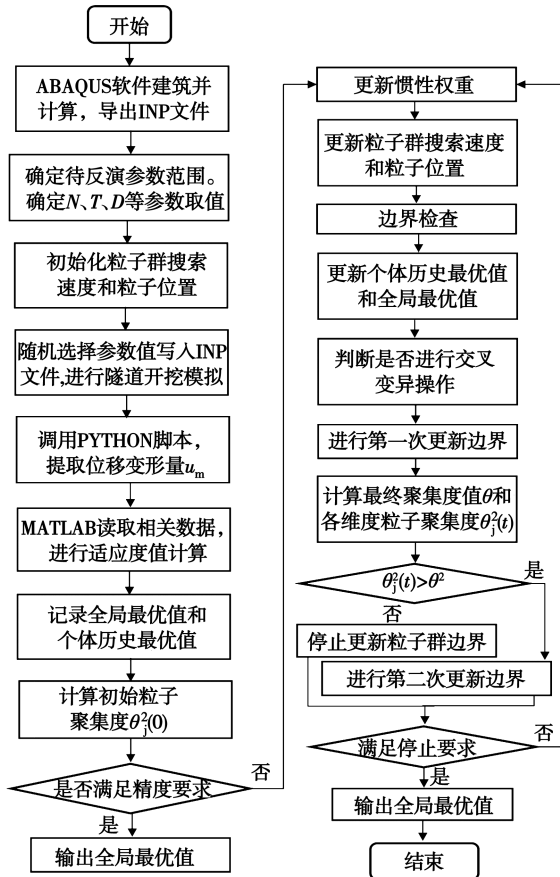 开始
ABAQUS软件建筑并
计算，导出INP文件
确定待反演参数范围。
确定N、T、D等参数取值
初始化粒子群搜索
速度和粒子位置
随机选择参数值写入INP
文件,进行隧道开挖模拟
调用PYTHON脚本，
提取位移变形量uₘ
MATLAB读取相关数据，
进行适应度值计算
记录全局最优值和
个体历史最优值
计算初始粒子
聚集度θ²ⱼ(0)
是否满足精度要求
否
是
输出全局最优值
更新惯性权重
更新粒子群搜索速度
和粒子位置
边界检查
更新个体历史最优值
和全局最优值
判断是否进行交叉
变异操作
进行第一次更新边界
计算最终聚集度值θ和
各维度粒子聚集度θ²ⱼ(t)
θ²ⱼ(t)>θ²
是
否
停止更新粒子群边界
进行第二次更新边界
满足停止要求
否
是
输出全局最优值
结束